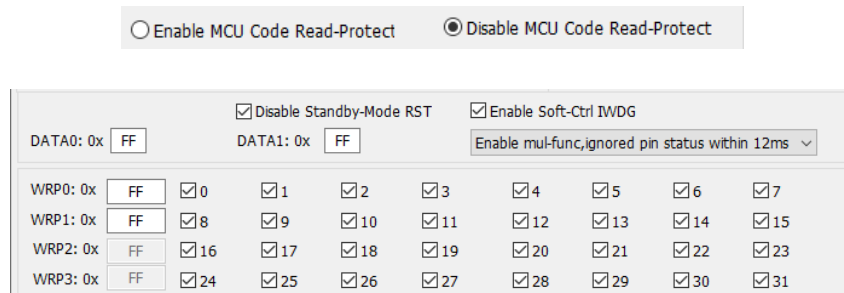 Enable MCU Code Read-Protect Disable MCU Code Read-Protect
Disable Standby-Mode RST Enable Soft-Ctrl IWDG
DATA0: 0x FF DATA1: 0x FF Enable mul-func,ignored pin status within 12ms
WRP0: 0x FF 0 1 2 3 4 5 6 7
WRP1: 0x FF 8 9 10 11 12 13 14 15
WRP2: 0x FF 16 17 18 19 20 21 22 23
WRP3: 0x FF 24 25 26 27 28 29 30 31